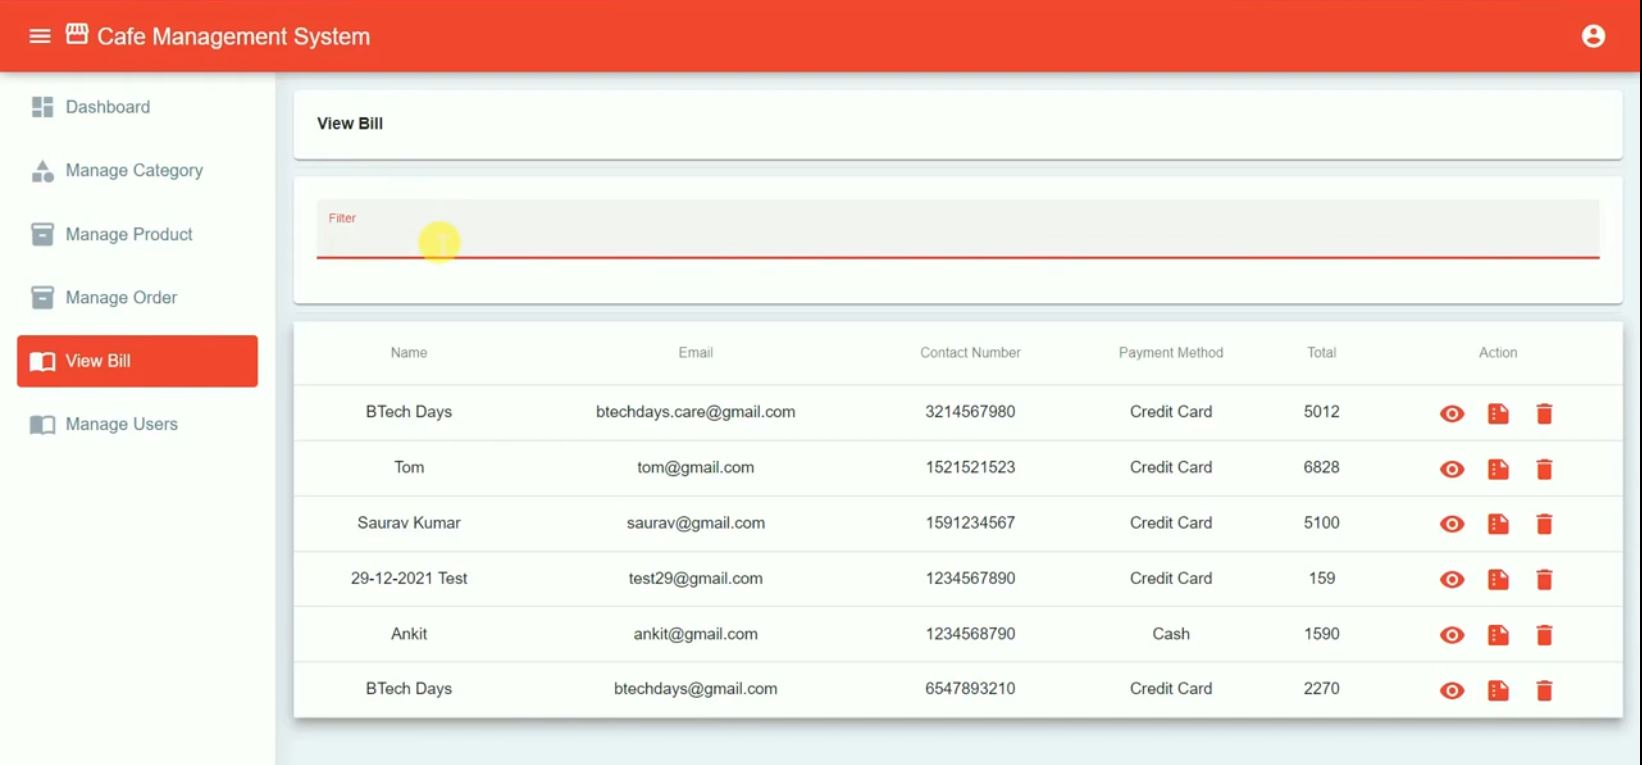 Cafe Management System
Dashboard
Manage Category
Manage Product
Manage Order
View Bill
Manage Users
View Bill
Filter
Name Email Contact Number Payment Method Total Action
BTech Days btechdays.care@gmail.com 3214567980 Credit Card 5012
Tom tom@gmail.com 1521521523 Credit Card 6828
Saurav Kumar saurav@gmail.com 1591234567 Credit Card 5100
29-12-2021 Test test29@gmail.com 1234567890 Credit Card 159
Ankit ankit@gmail.com 1234568790 Cash 1590
BTech Days btechdays@gmail.com 6547893210 Credit Card 2270